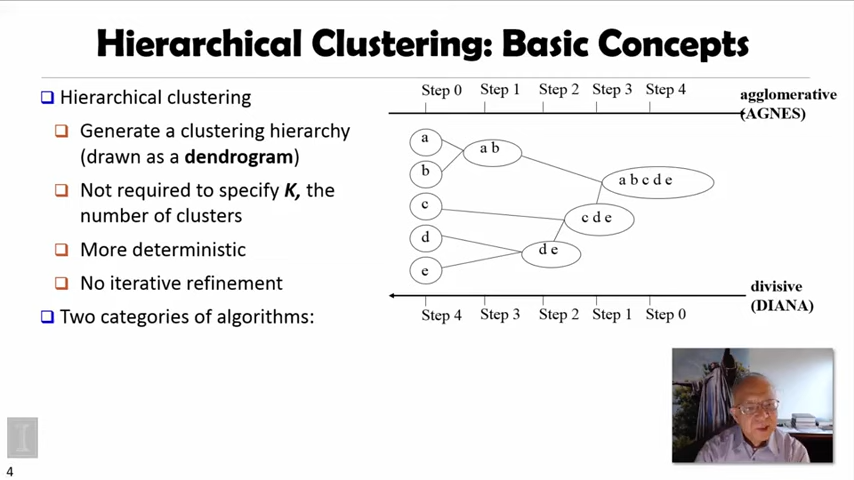 Hierarchical Clustering: Basic Concepts
Hierarchical clustering
Generate a clustering hierarchy
(drawn as a dendrogram)
Not required to specify K, the
number of clusters
More deterministic
No iterative refinement
Two categories of algorithms:
Step 0 Step 1 Step 2 Step 3 Step 4
agglomerative
(AGNES)
a
b
c
d
e
a b
a b c d e
c d e
d e
divisive
(DIANA)
Step 4 Step 3 Step 2 Step 1 Step 0
I
4